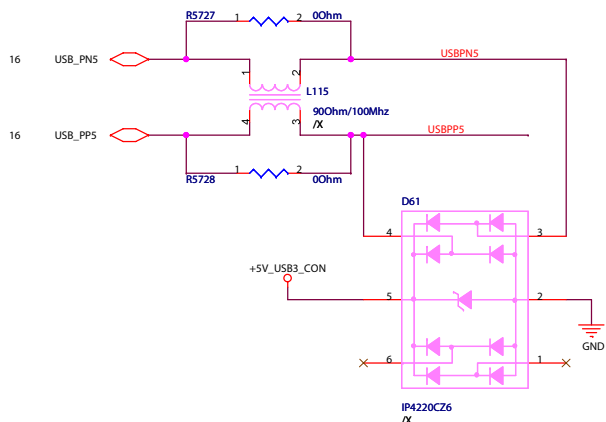 R5727 1 2 0Ohm
16 USB_PN5 USBPN5
1 2
L115
90Ohm/100Mhz
/X
4 3
16 USB_PP5 USBPP5
1 2
R5728 0Ohm
D61
4 3
+5V_USB3_CON
5 2
GND
6 1
IP4220CZ6
/X